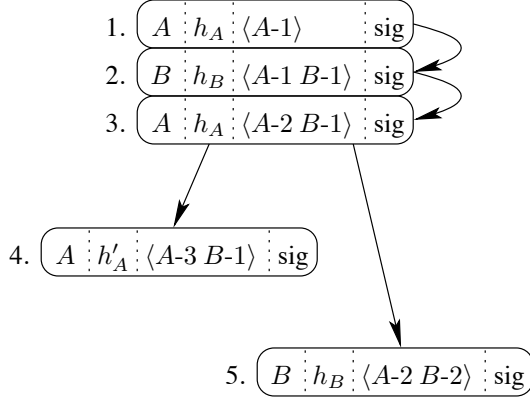 1. A h_A ⟨A-1⟩ sig
2. B h_B ⟨A-1 B-1⟩ sig
3. A h_A ⟨A-2 B-1⟩ sig
4. A h′_A ⟨A-3 B-1⟩ sig
5. B h_B ⟨A-2 B-2⟩ sig